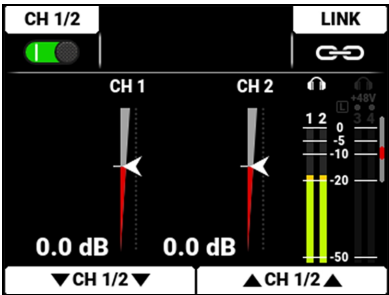 CH 1/2
LINK
CH 1
CH 2
+48V
L
1 2 3 4
0
-5
-10
-20
-50
0.0 dB
0.0 dB
▼CH 1/2▼
▲CH 1/2▲